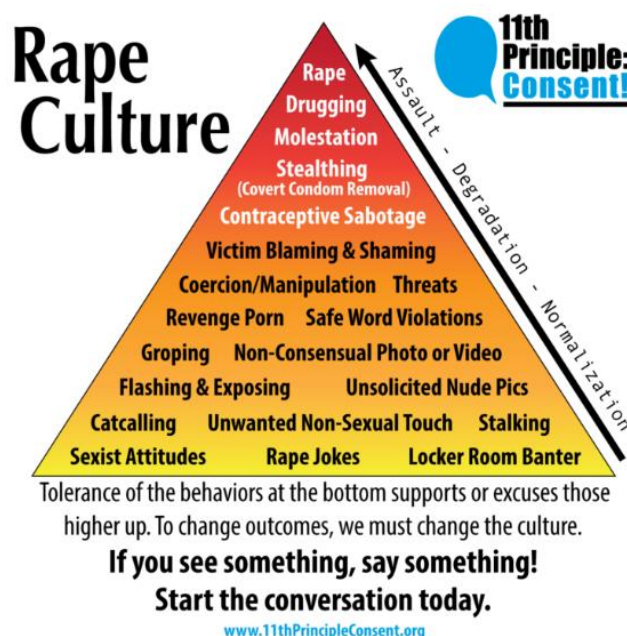 Rape
Culture
11th
Principle:
Consent!
Assault - Degradation - Normalization
Rape
Drugging
Molestation
Stealthing
(Covert Condom Removal)
Contraceptive Sabotage
Victim Blaming & Shaming
Coercion/Manipulation Threats
Revenge Porn Safe Word Violations
Groping Non-Consensual Photo or Video
Flashing & Exposing Unsolicited Nude Pics
Catcalling Unwanted Non-Sexual Touch Stalking
Sexist Attitudes Rape Jokes Locker Room Banter
Tolerance of the behaviors at the bottom supports or excuses those
higher up. To change outcomes, we must change the culture.
If you see something, say something!
Start the conversation today.
www.11thPrincipleConsent.org